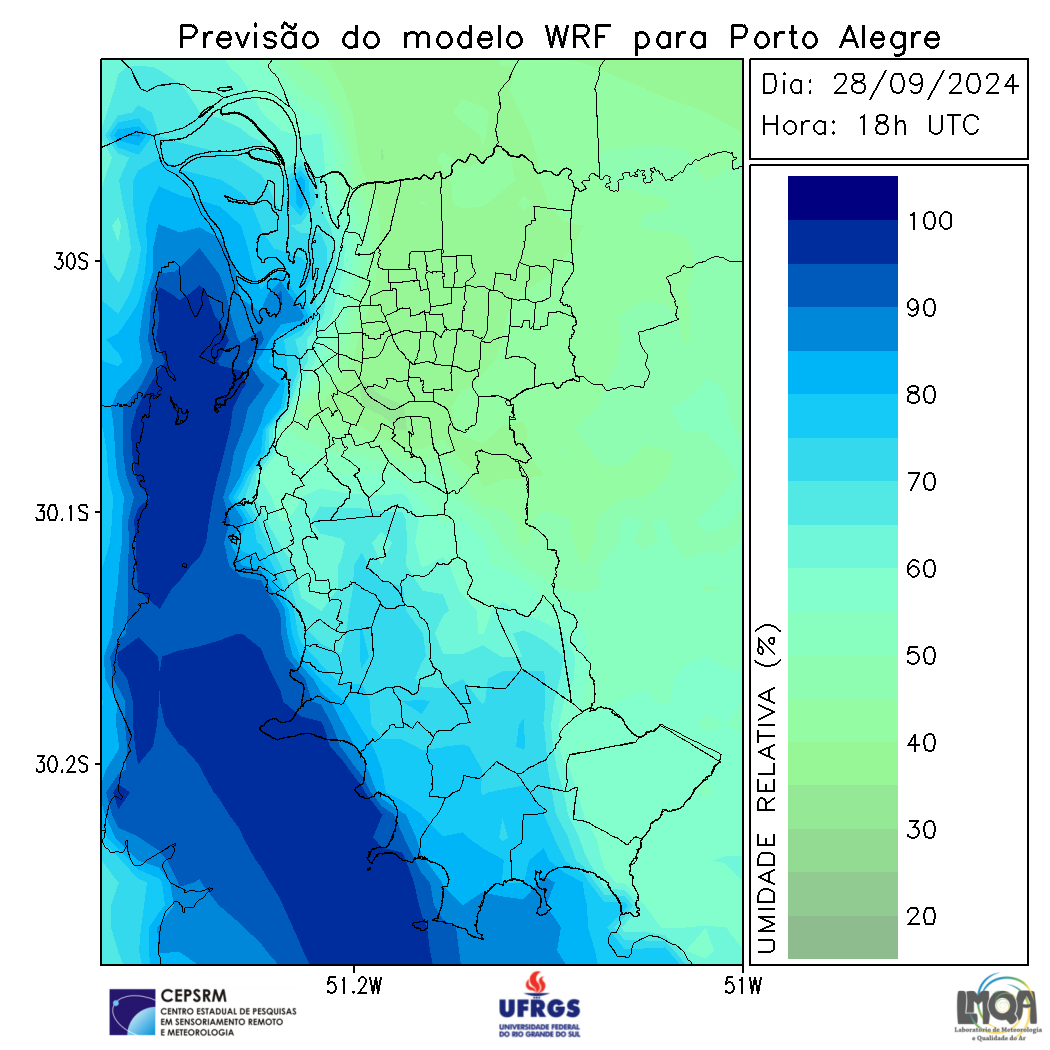 Previsão do modelo WRF para Porto Alegre
Dia: 28/09/2024
Hora: 18h UTC
30S
30.1S
30.2S
51.2W
51W
100
90
80
70
60
50
40
30
20
UMIDADE RELATIVA (%)
CEPSRM
CENTRO ESTADUAL DE PESQUISAS
EM SENSORIAMENTO REMOTO
E METEOROLOGIA
UFRGS
UNIVERSIDADE FEDERAL
DO RIO GRANDE DO SUL
LMQA
Laboratório de Meteorologia
e Qualidade do Ar